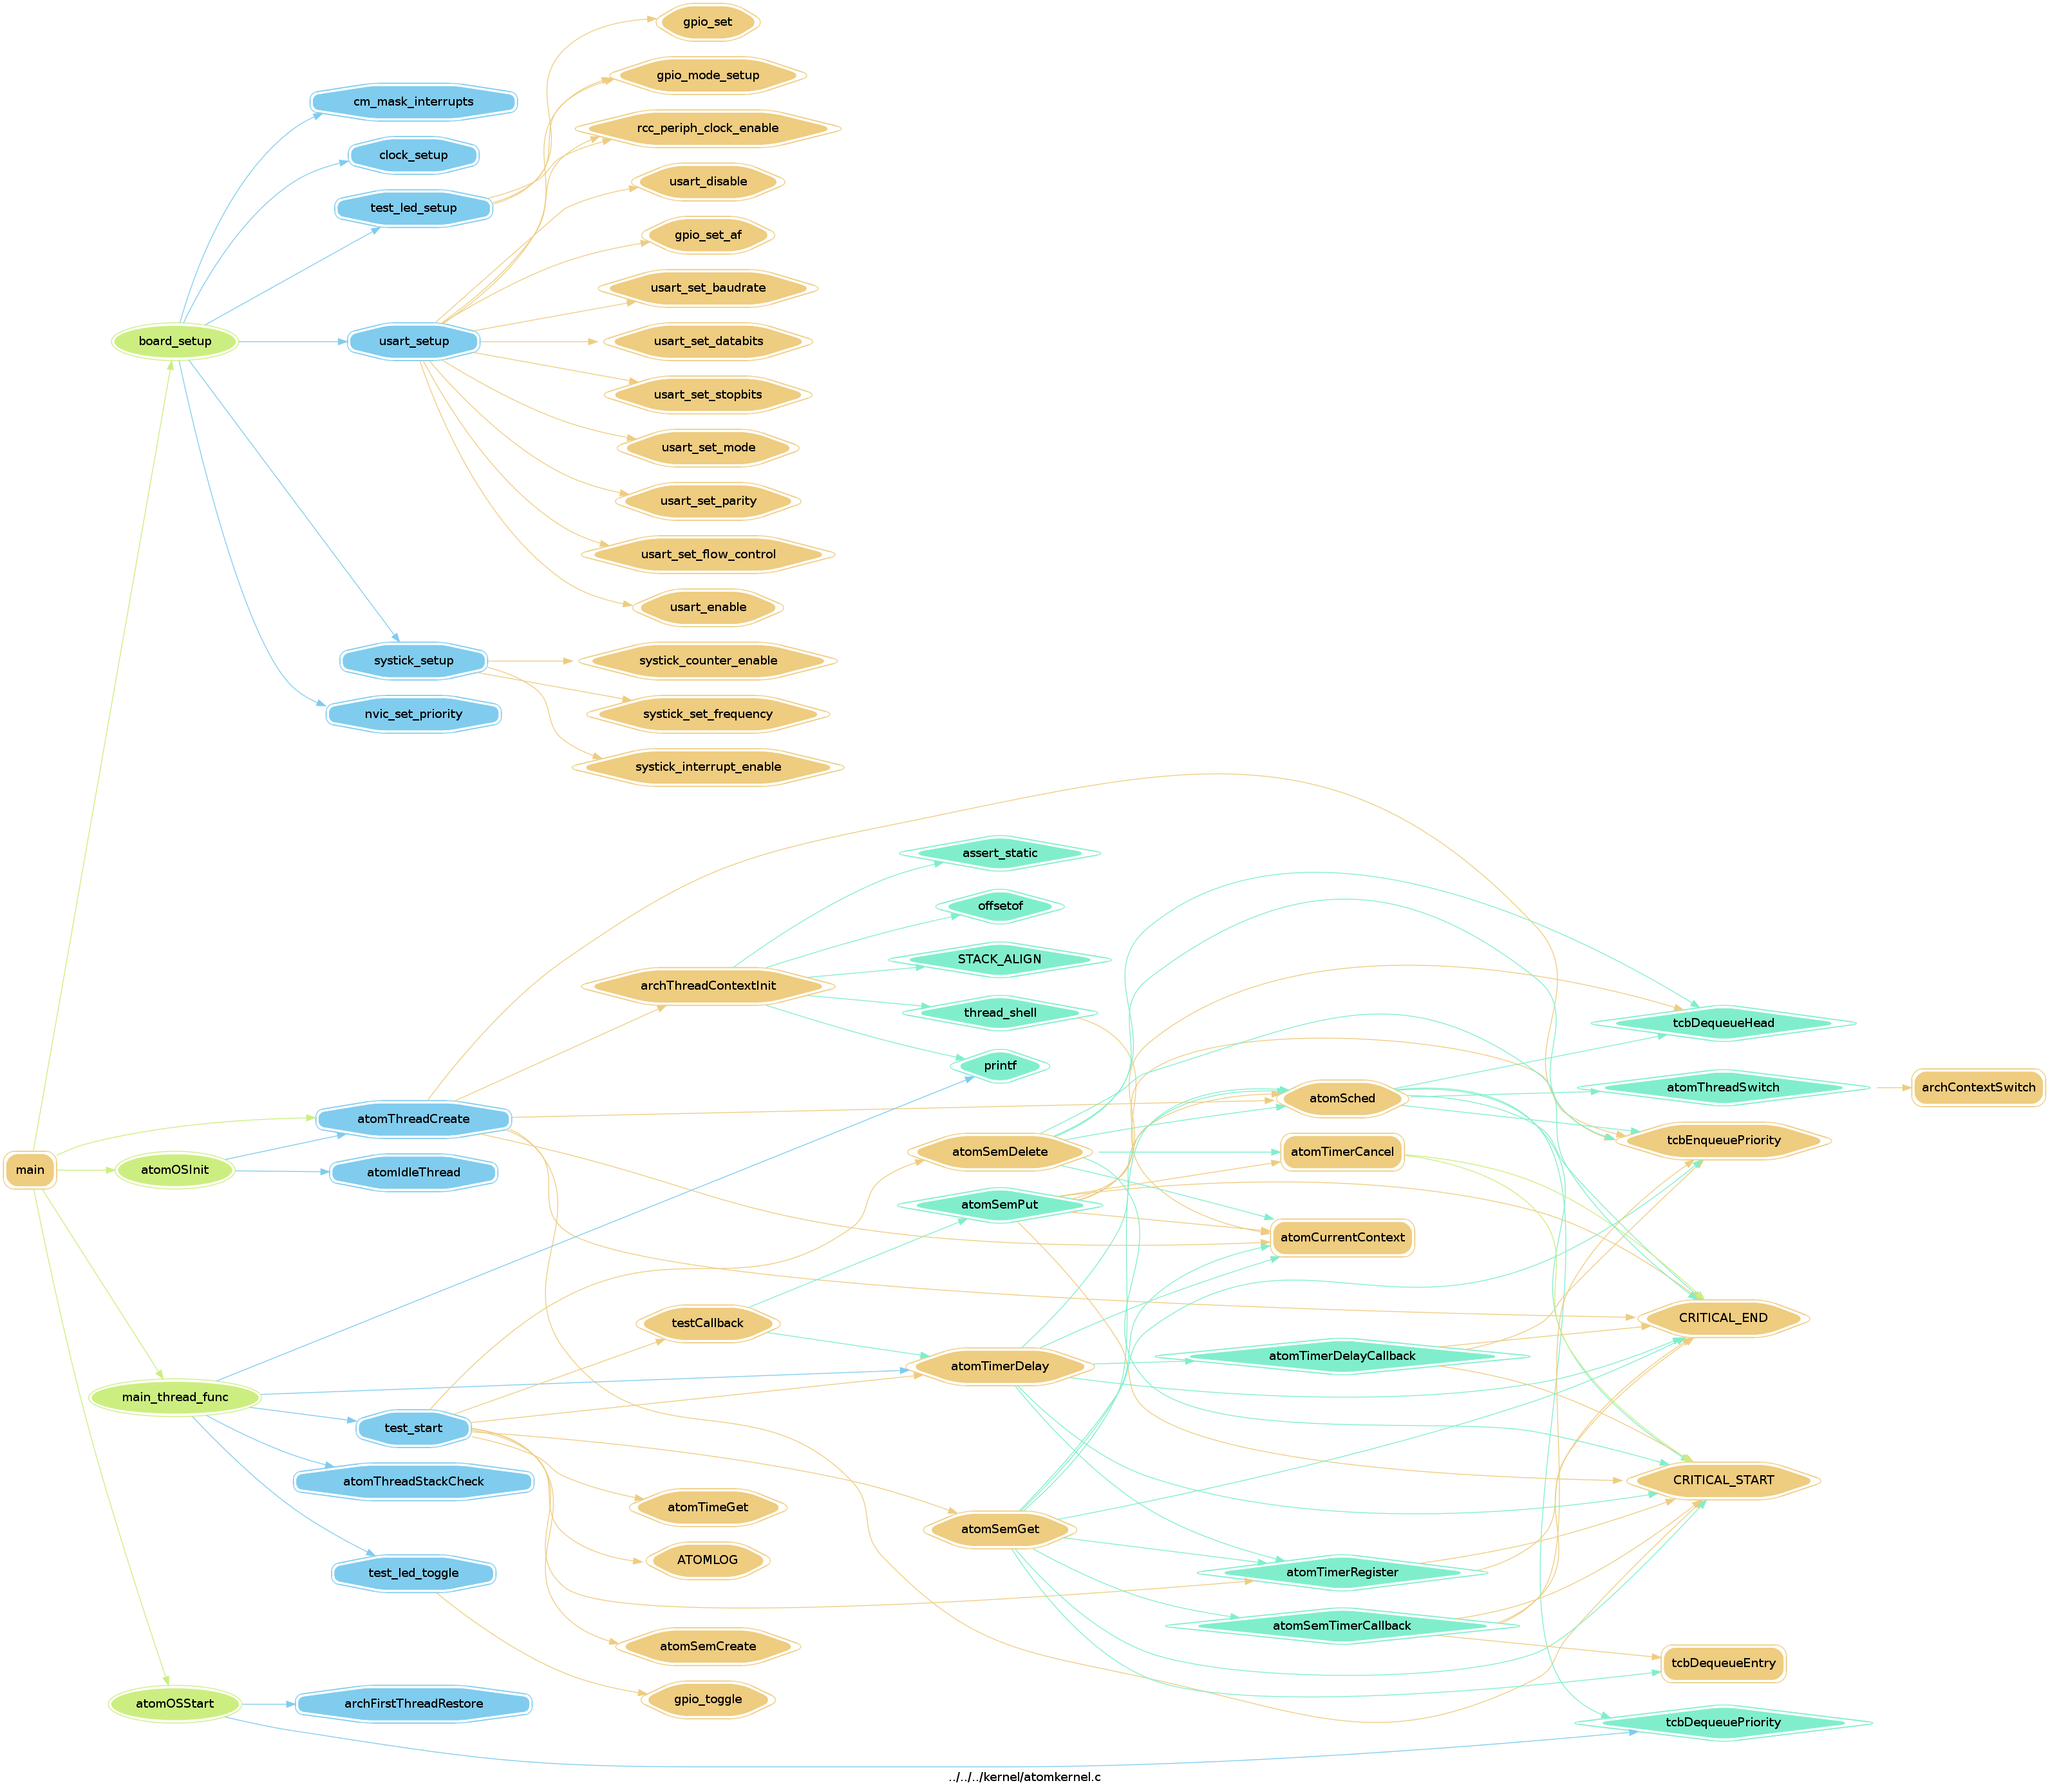 gpio_set
gpio_mode_setup
cm_mask_interrupts
rcc_periph_clock_enable
clock_setup
usart_disable
test_led_setup
gpio_set_af
usart_set_baudrate
board_setup
usart_setup
usart_set_databits
usart_set_stopbits
usart_set_mode
usart_set_parity
usart_set_flow_control
usart_enable
systick_setup
systick_counter_enable
nvic_set_priority
systick_set_frequency
systick_interrupt_enable
assert_static
offsetof
STACK_ALIGN
archThreadContextInit
thread_shell
tcbDequeueHead
printf
atomThreadSwitch
archContextSwitch
atomSched
atomThreadCreate
tcbEnqueuePriority
atomSemDelete
atomTimerCancel
main
atomOSInit
atomIdleThread
atomSemPut
atomCurrentContext
testCallback
CRITICAL_END
atomTimerDelay
atomTimerDelayCallback
main_thread_func
test_start
atomThreadStackCheck
CRITICAL_START
atomTimeGet
atomSemGet
ATOMLOG
test_led_toggle
atomTimerRegister
atomSemTimerCallback
atomSemCreate
tcbDequeueEntry
atomOSStart
archFirstThreadRestore
gpio_toggle
tcbDequeuePriority
../../../kernel/atomkernel.c